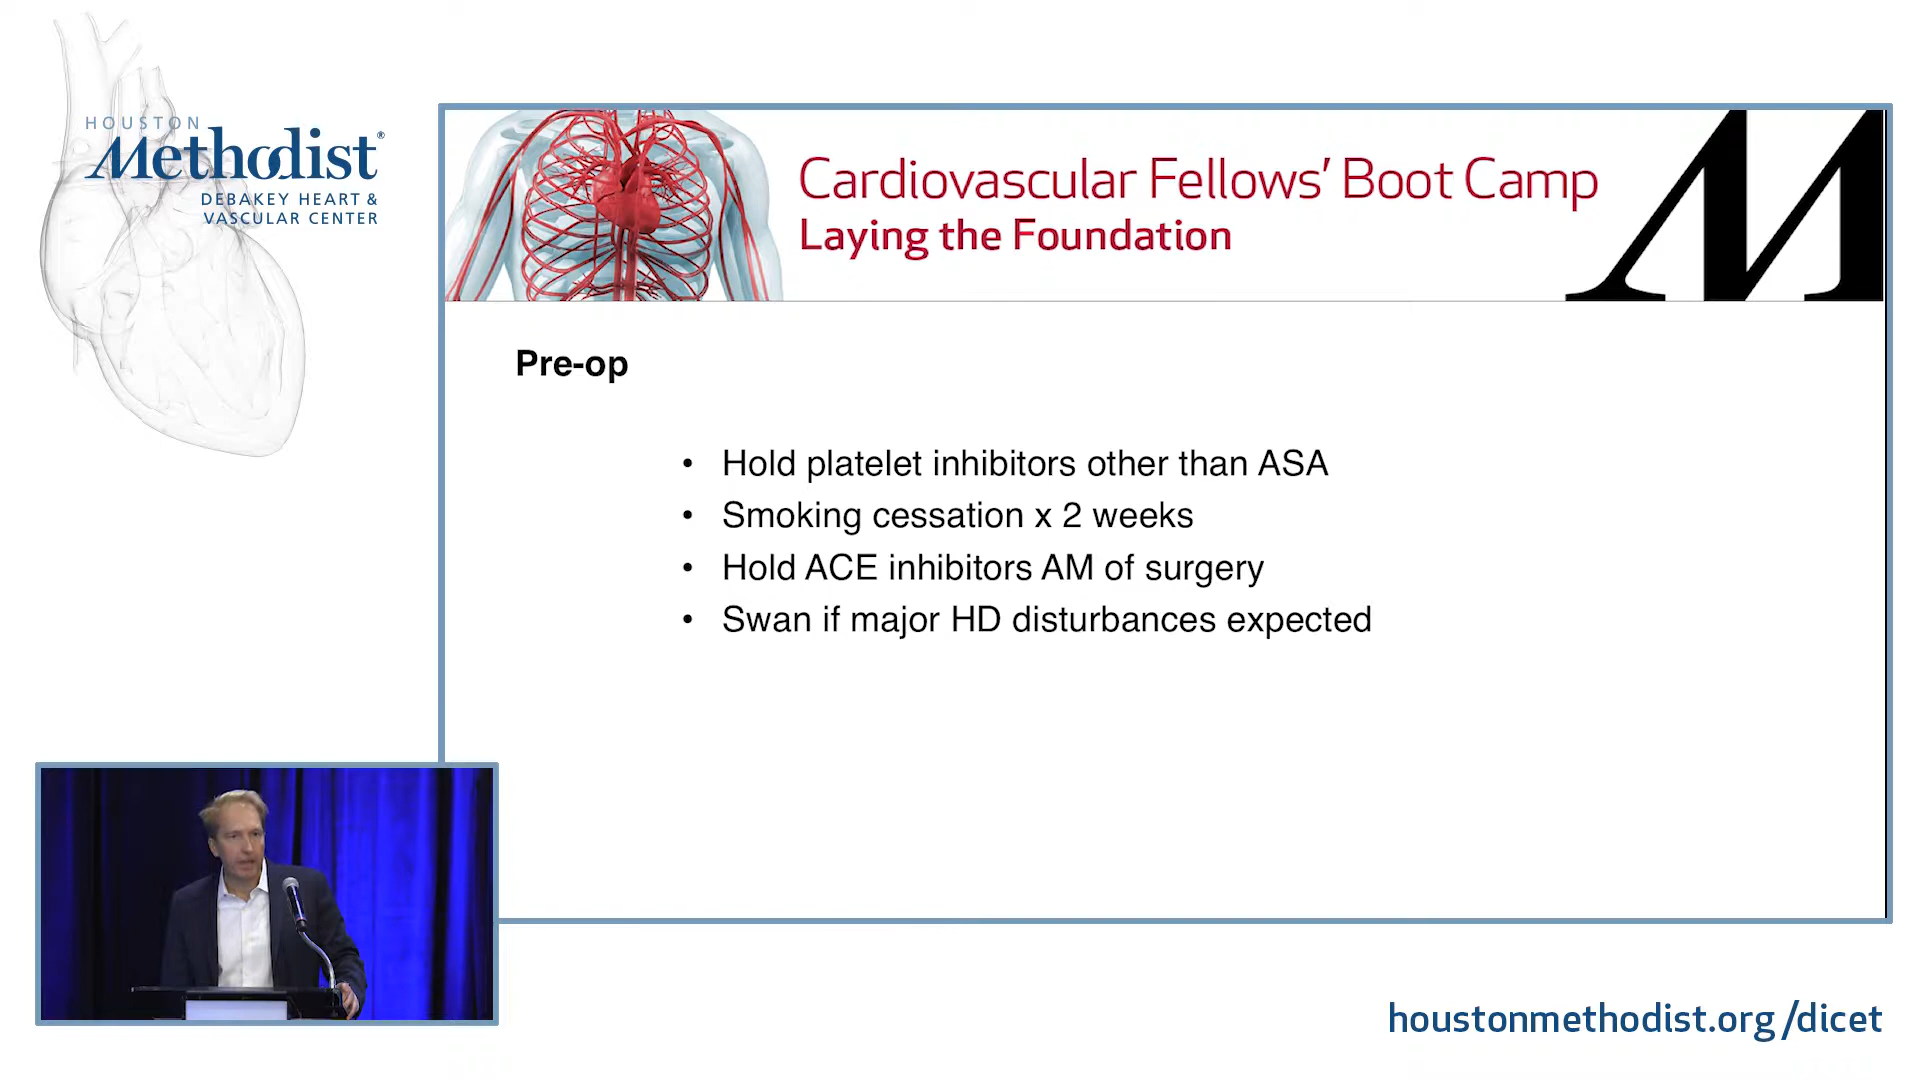 HOUSTON
Methodist®
DEBAKEY HEART &
VASCULAR CENTER
Cardiovascular Fellows’ Boot Camp
Laying the Foundation
M
Pre-op
• Hold platelet inhibitors other than ASA
• Smoking cessation x 2 weeks
• Hold ACE inhibitors AM of surgery
• Swan if major HD disturbances expected
houstonmethodist.org/dicet